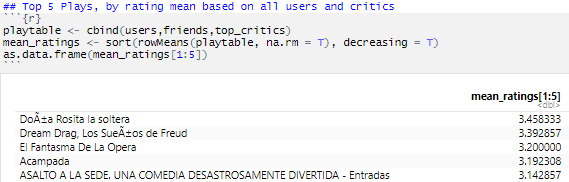 ## Top 5 Plays, by rating mean based on all users and critics
```{r}
playtable <- cbind(users,friends,top_critics)
mean_ratings <- sort(rowMeans(playtable, na.rm = T), decreasing = T)
as.data.frame(mean_ratings[1:5])
```
mean_ratings[1:5]
<dbl>
DoÃ±a Rosita la soltera 3.458333
Dream Drag, Los SueÃ±os de Freud 3.392857
El Fantasma De La Opera 3.200000
Acampada 3.192308
ASALTO A LA SEDE. UNA COMEDIA DESASTROSAMENTE DIVERTIDA - Entradas 3.142857